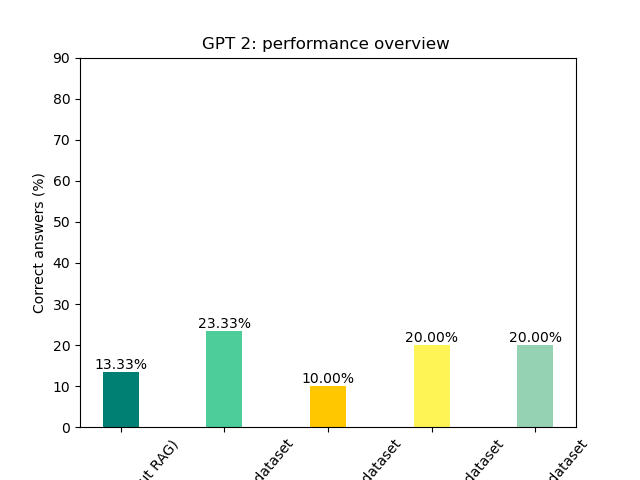 GPT 2: performance overview
Correct answers (%)
90
80
70
60
50
40
30
20
10
0
13.33%
23.33%
10.00%
20.00%
20.00%
RAG)
dataset
dataset
dataset
dataset